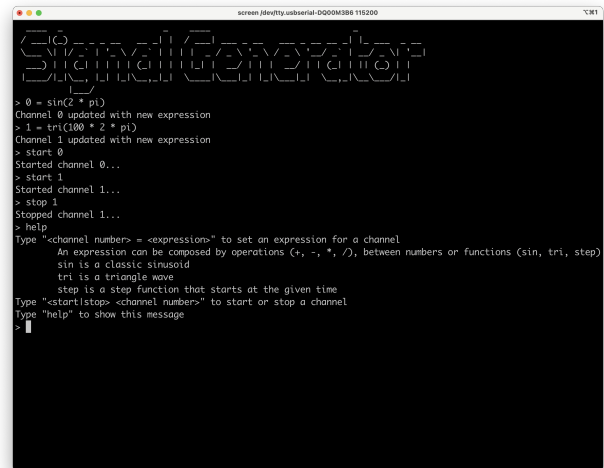 screen /dev/tty.usbserial-DQ00M3B6 115200
⌥⌘1
Signal Generator
> 0 = sin(2 * pi)
Channel 0 updated with new expression
> 1 = tri(100 * 2 * pi)
Channel 1 updated with new expression
> start 0
Started channel 0...
> start 1
Started channel 1...
> stop 1
Stopped channel 1...
> help
Type "<channel number> = <expression>" to set an expression for a channel
An expression can be composed by operations (+, -, *, /), between numbers or functions (sin, tri, step)
sin is a classic sinusoid
tri is a triangle wave
step is a step function that starts at the given time
Type "<start|stop> <channel number>" to start or stop a channel
Type "help" to show this message
>